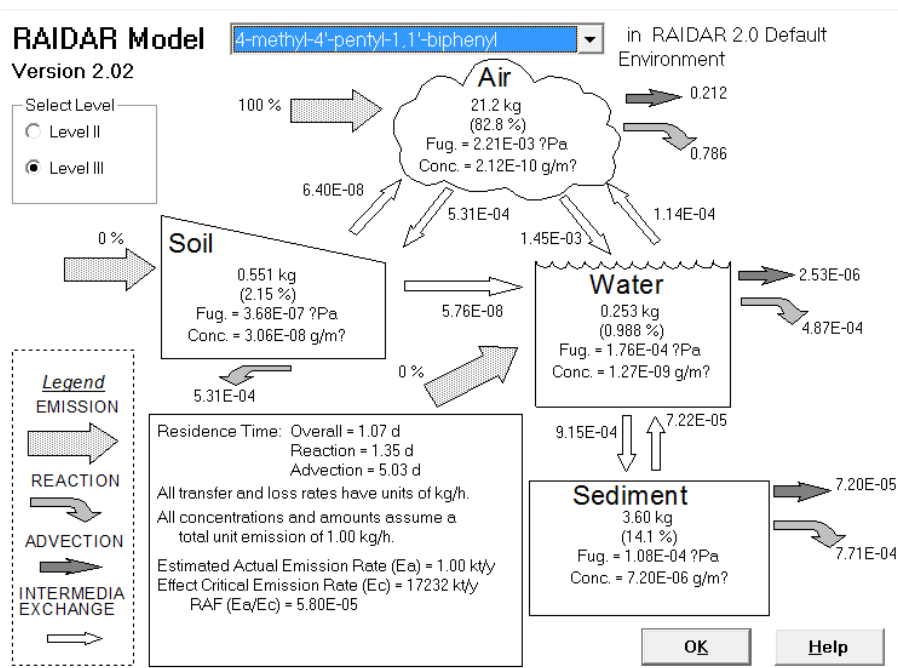 RAIDAR Model
4-methyl-4'-pentyl-1,1'-biphenyl
in RAIDAR 2.0 Default
Environment
Version 2.02
Select Level
Level II
Level III
100 %
Air
21.2 kg
(82.8 %)
Fug. = 2.21E-03 ?Pa
Conc. = 2.12E-10 g/m?
0.212
0.786
6.40E-08
5.31E-04
1.45E-03
1.14E-04
0 %
Soil
0.551 kg
(2.15 %)
Fug. = 3.68E-07 ?Pa
Conc. = 3.06E-08 g/m?
5.76E-08
5.31E-04
0 %
Water
0.253 kg
(0.988 %)
Fug. = 1.76E-04 ?Pa
Conc. = 1.27E-09 g/m?
2.53E-06
4.87E-04
9.15E-04
7.22E-05
Sediment
3.60 kg
(14.1 %)
Fug. = 1.08E-04 ?Pa
Conc. = 7.20E-06 g/m?
7.20E-05
7.71E-04
Legend
EMISSION
REACTION
ADVECTION
INTERMEDIA
EXCHANGE
Residence Time: Overall = 1.07 d
Reaction = 1.35 d
Advection = 5.03 d
All transfer and loss rates have units of kg/h.
All concentrations and amounts assume a
total unit emission of 1.00 kg/h.
Estimated Actual Emission Rate (Ea) = 1.00 kt/y
Effect Critical Emission Rate (Ec) = 17232 kt/y
RAF (Ea/Ec) = 5.80E-05
OK
Help